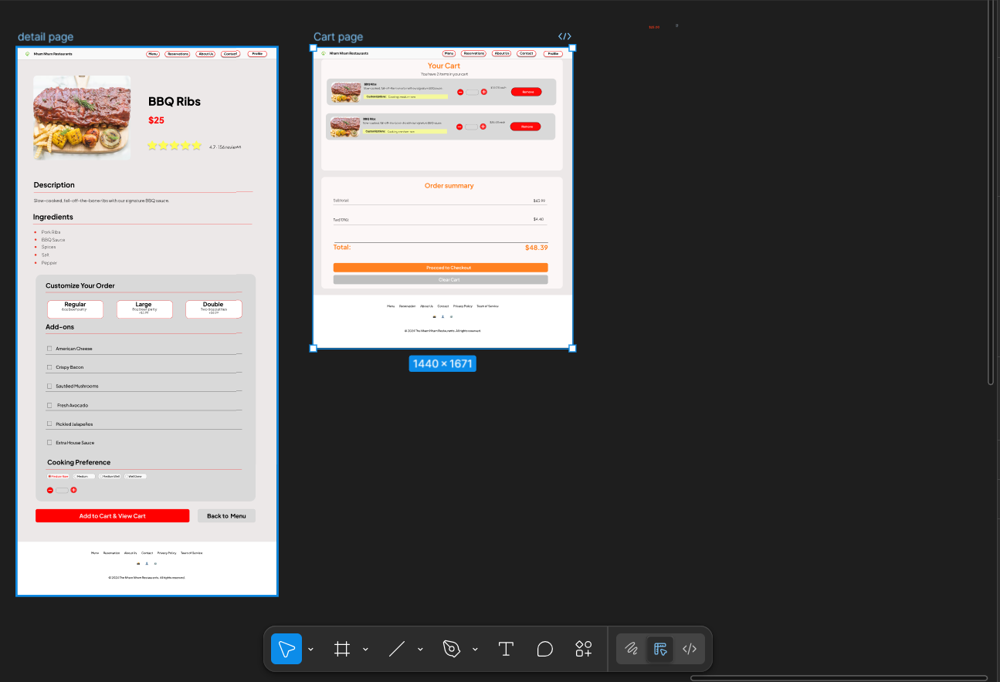 detail page
Nham Nham Restaurants
Menu
Reservations
About Us
Contact
Profile
BBQ Ribs
$25
4.7 · 156 reviews
Description
Slow-cooked, fall-off-the-bone ribs with our signature BBQ sauce.
Ingredients
Pork Ribs
BBQ Sauce
Spices
Salt
Pepper
Customize Your Order
Regular
6oz beef patty
Large
8oz beef patty
Double
Two 6oz patties
Add-ons
American Cheese
Crispy Bacon
Sautéed Mushrooms
Fresh Avocado
Pickled Jalapeños
Extra House Sauce
Cooking Preference
Medium Rare
Medium
Medium Well
Well Done
Add to Cart & View Cart
Back to Menu
Menu Reservation About Us Contact Privacy Policy Team of Service
© 2024 The Nham Nham Restaurants. All rights reserved.
Cart page
Nham Nham Restaurants
Menu
Reservations
About Us
Contact
Profile
Your Cart
You have 2 items in your cart
BBQ Ribs
Slow-cooked, fall-off-the-bone ribs with our signature BBQ sauce.
Customizations: Cooking: medium rare
Remove
BBQ Ribs
Slow-cooked, fall-off-the-bone ribs with our signature BBQ sauce.
Customizations: Cooking: medium rare
Remove
Order summary
Subtotal:
$43.99
Tax(10%):
$4.40
Total:
$48.39
Proceed to Checkout
Clear Cart
Menu Reservation About Us Contact Privacy Policy Team of Service
© 2024 The Nham Nham Restaurants. All rights reserved.
1440 × 1671